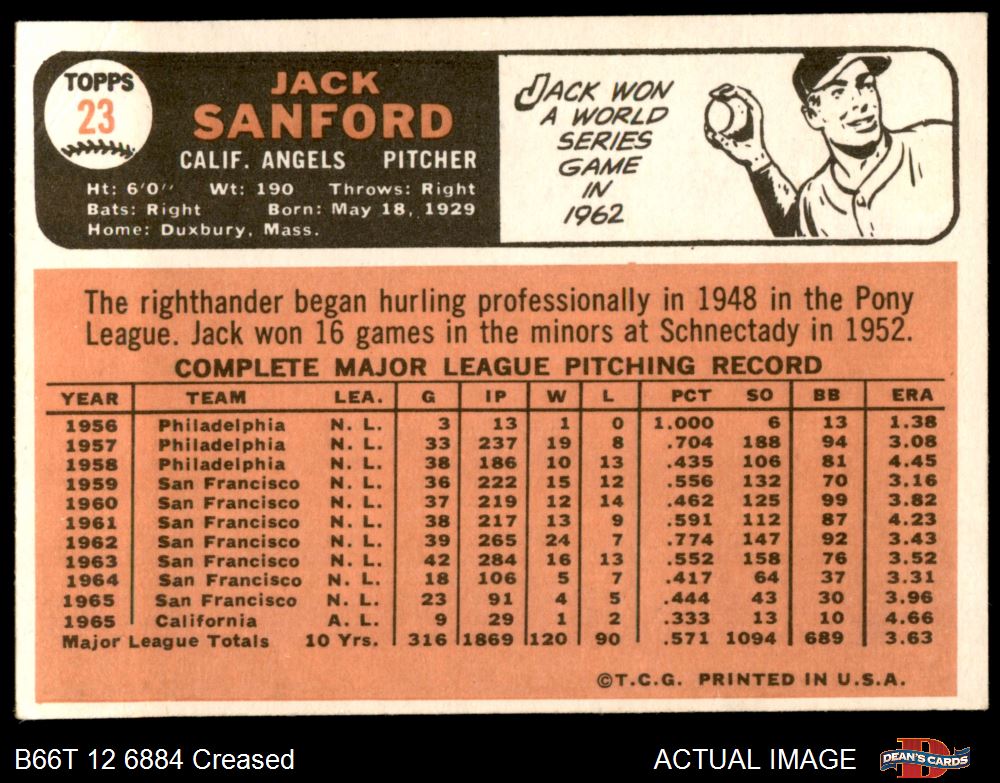 TOPPS
23
JACK
SANFORD
CALIF. ANGELS PITCHER
Ht: 6'0" Wt: 190 Throws: Right
Bats: Right Born: May 18, 1929
Home: Duxbury, Mass.
JACK WON
A WORLD
SERIES
GAME
IN
1962
The righthander began hurling professionally in 1948 in the Pony
League. Jack won 16 games in the minors at Schnectady in 1952.
COMPLETE MAJOR LEAGUE PITCHING RECORD
YEAR TEAM LEA. G IP W L PCT SO BB ERA
1956 Philadelphia N. L. 3 13 1 0 1.000 6 13 1.38
1957 Philadelphia N. L. 33 237 19 8 .704 188 94 3.08
1958 Philadelphia N. L. 38 186 10 13 .435 106 81 4.45
1959 San Francisco N. L. 36 222 15 12 .556 132 70 3.16
1960 San Francisco N. L. 37 219 12 14 .462 125 99 3.82
1961 San Francisco N. L. 38 217 13 9 .591 112 87 4.23
1962 San Francisco N. L. 39 265 24 7 .774 147 92 3.43
1963 San Francisco N. L. 42 284 16 13 .552 158 76 3.52
1964 San Francisco N. L. 18 106 5 7 .417 64 37 3.31
1965 San Francisco N. L. 23 91 4 5 .444 43 30 3.96
1965 California A. L. 9 29 1 2 .333 13 10 4.66
Major League Totals 10 Yrs. 316 1869 120 90 .571 1094 689 3.63
©T.C.G. PRINTED IN U.S.A.
B66T 12 6884 Creased
ACTUAL IMAGE
D
DEAN'S CARDS